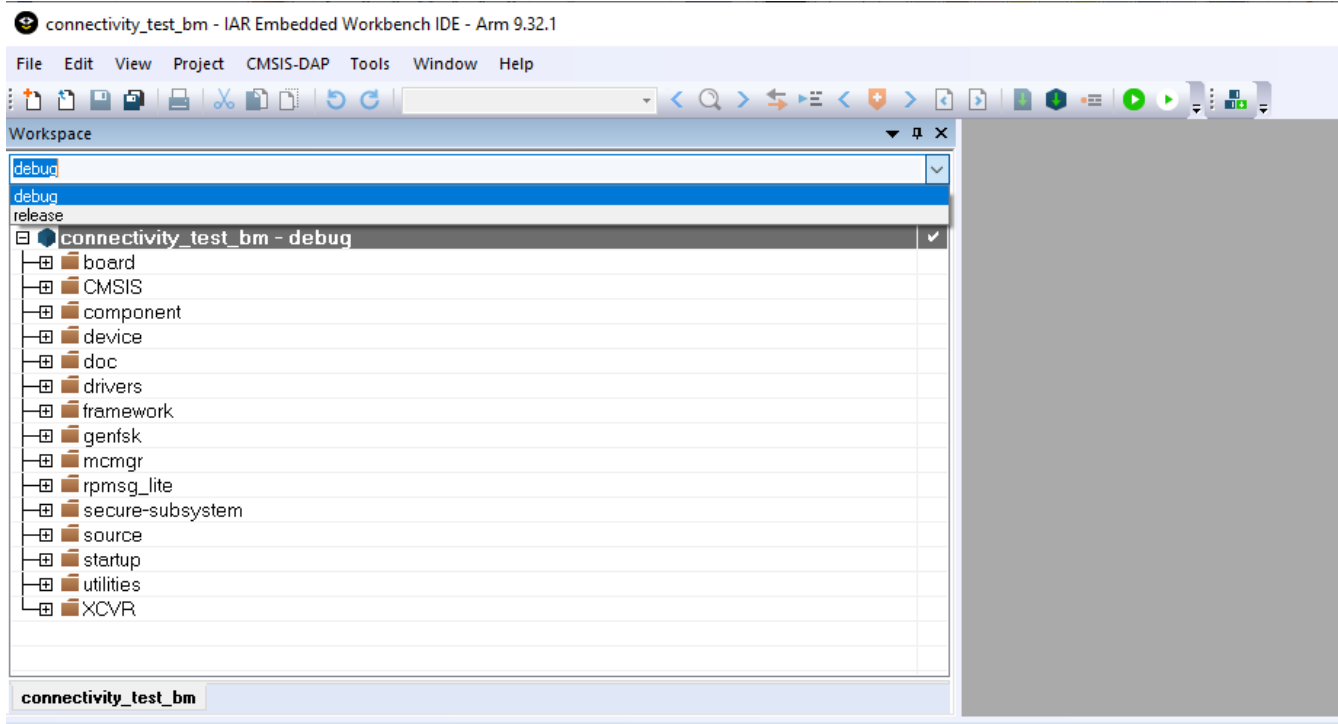 connectivity_test_bm - IAR Embedded Workbench IDE - Arm 9.32.1
File Edit View Project CMSIS-DAP Tools Window Help
Workspace
debug
debug
release
connectivity_test_bm - debug
board
CMSIS
component
device
doc
drivers
framework
genfsk
mcmgr
rpmsg_lite
secure-subsystem
source
startup
utilities
XCVR
connectivity_test_bm